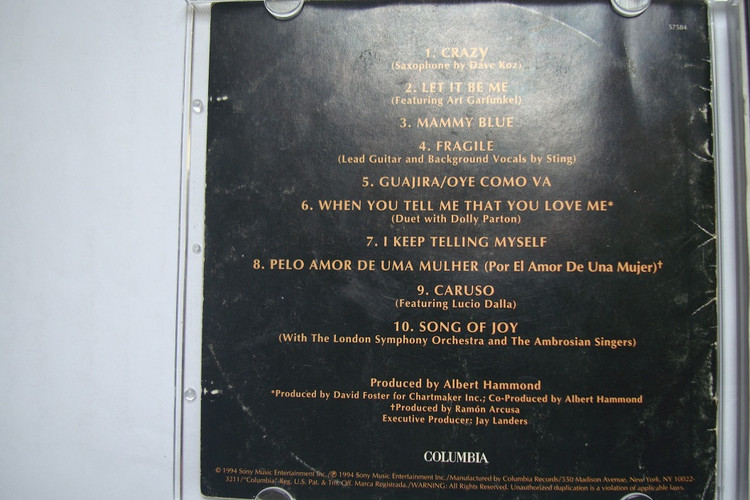 57584
1. CRAZY
(Saxophone by Dave Koz)
2. LET IT BE ME
(Featuring Art Garfunkel)
3. MAMMY BLUE
4. FRAGILE
(Lead Guitar and Background Vocals by Sting)
5. GUAJIRA/OYE COMO VA
6. WHEN YOU TELL ME THAT YOU LOVE ME*
(Duet with Dolly Parton)
7. I KEEP TELLING MYSELF
8. PELO AMOR DE UMA MULHER (Por El Amor De Una Mujer)†
9. CARUSO
(Featuring Lucio Dalla)
10. SONG OF JOY
(With The London Symphony Orchestra and The Ambrosian Singers)
Produced by Albert Hammond
*Produced by David Foster for Chartmaker Inc.; Co-Produced by Albert Hammond
†Produced by Ramón Arcusa
Executive Producer: Jay Landers
COLUMBIA
© 1994 Sony Music Entertainment Inc./℗ 1994 Sony Music Entertainment Inc./Manufactured by Columbia Records/550 Madison Avenue, New York, NY 10022-
3211/"Columbia" Reg. U.S. Pat. & Tm. Off. Marca Registrada./WARNING: All Rights Reserved. Unauthorized duplication is a violation of applicable laws.